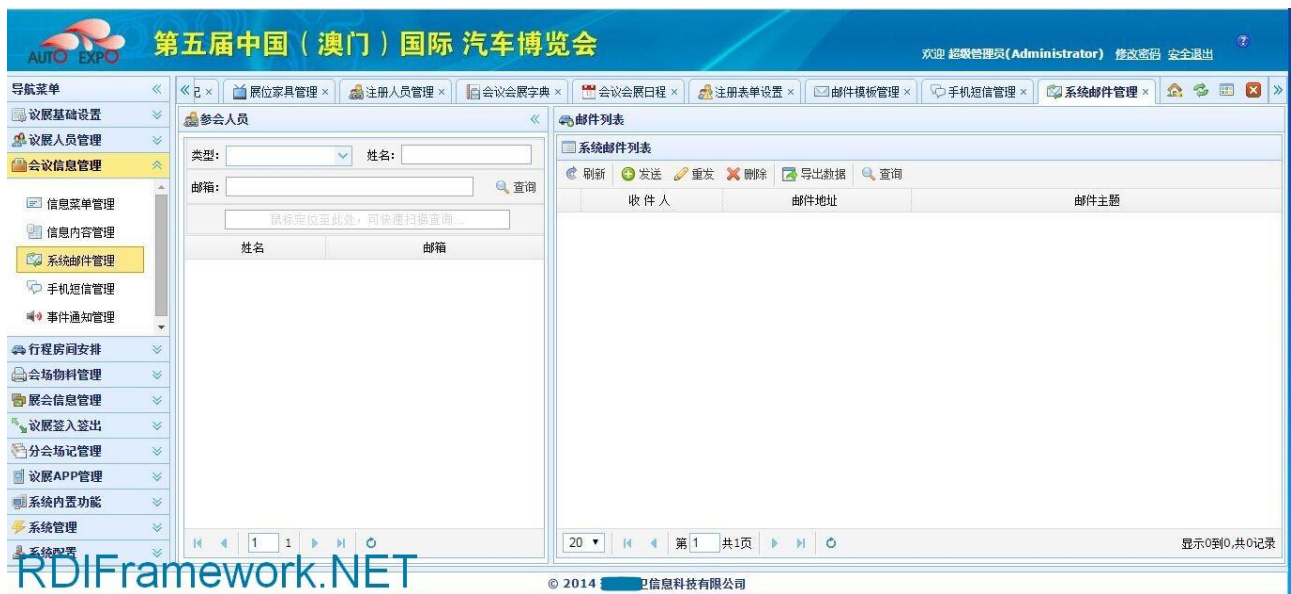 AUTO EXPO
第五届中国（澳门）国际 汽车博览会
欢迎 超级管理员(Administrator) 修改密码 安全退出
导航菜单
议展基础设置
议展人员管理
会议信息管理
信息菜单管理
信息内容管理
系统邮件管理
手机短信管理
事件通知管理
行程房间安排
会场物料管理
展会信息管理
议展签入签出
分会场记管理
议展APP管理
系统内置功能
系统管理
系统配置
展位家具管理 × 注册人员管理 × 会议会展字典 × 会议会展日程 × 注册表单设置 × 邮件模板管理 × 手机短信管理 × 系统邮件管理 ×
参会人员
类型: 姓名:
邮箱: 查询
鼠标定位至此处，可快速扫描查询...
姓名 邮箱
1 1
邮件列表
系统邮件列表
刷新 发送 重发 删除 导出数据 查询
收件人 邮件地址 邮件主题
20 第 1 共1页
显示0到0,共0记录
RDIFramework.NET
© 2014 信息科技有限公司